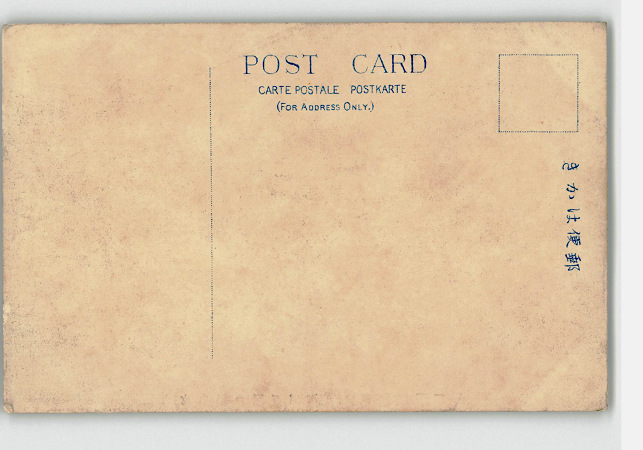 POST CARD
CARTE POSTALE POSTKARTE
(FOR ADDRESS ONLY.)
きかは便郵